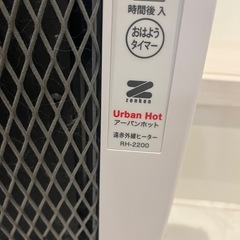 時間後 入
おはよう
タイマー
zenken
Urban Hot
アーバンホット
遠赤外線ヒーター
RH-2200